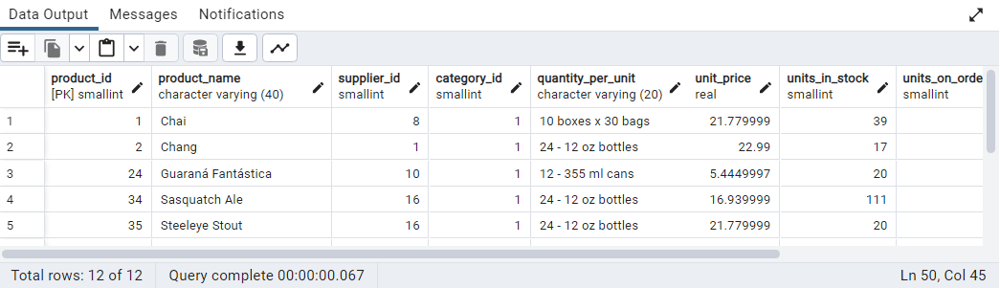 Data Output Messages Notifications
product_id product_name supplier_id category_id quantity_per_unit unit_price units_in_stock units_on_orde
[PK] smallint character varying (40) smallint smallint character varying (20) real smallint smallint
1 1 Chai 8 1 10 boxes x 30 bags 21.779999 39
2 2 Chang 1 1 24 - 12 oz bottles 22.99 17
3 24 Guaraná Fantástica 10 1 12 - 355 ml cans 5.4449997 20
4 34 Sasquatch Ale 16 1 24 - 12 oz bottles 16.939999 111
5 35 Steeleye Stout 16 1 24 - 12 oz bottles 21.779999 20
Total rows: 12 of 12 Query complete 00:00:00.067 Ln 50, Col 45